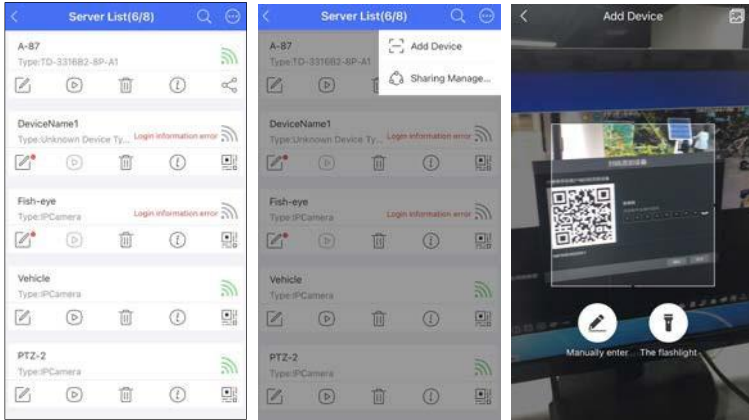 Server List(6/8)
A-87
Type:TD-3316B2-8P-A1
DeviceName1
Type:Unknown Device Ty... Login information error
Fish-eye
Type:IPCamera Login information error
Vehicle
Type:IPCamera
PTZ-2
Type:IPCamera
Server List(6/8)
Add Device
Sharing Manage...
A-87
Type:TD-3316B2-8P-A1
DeviceName1
Type:Unknown Device Ty... Login information error
Fish-eye
Type:IPCamera Login information error
Vehicle
Type:IPCamera
PTZ-2
Type:IPCamera
Add Device
Manually enter The flashlight